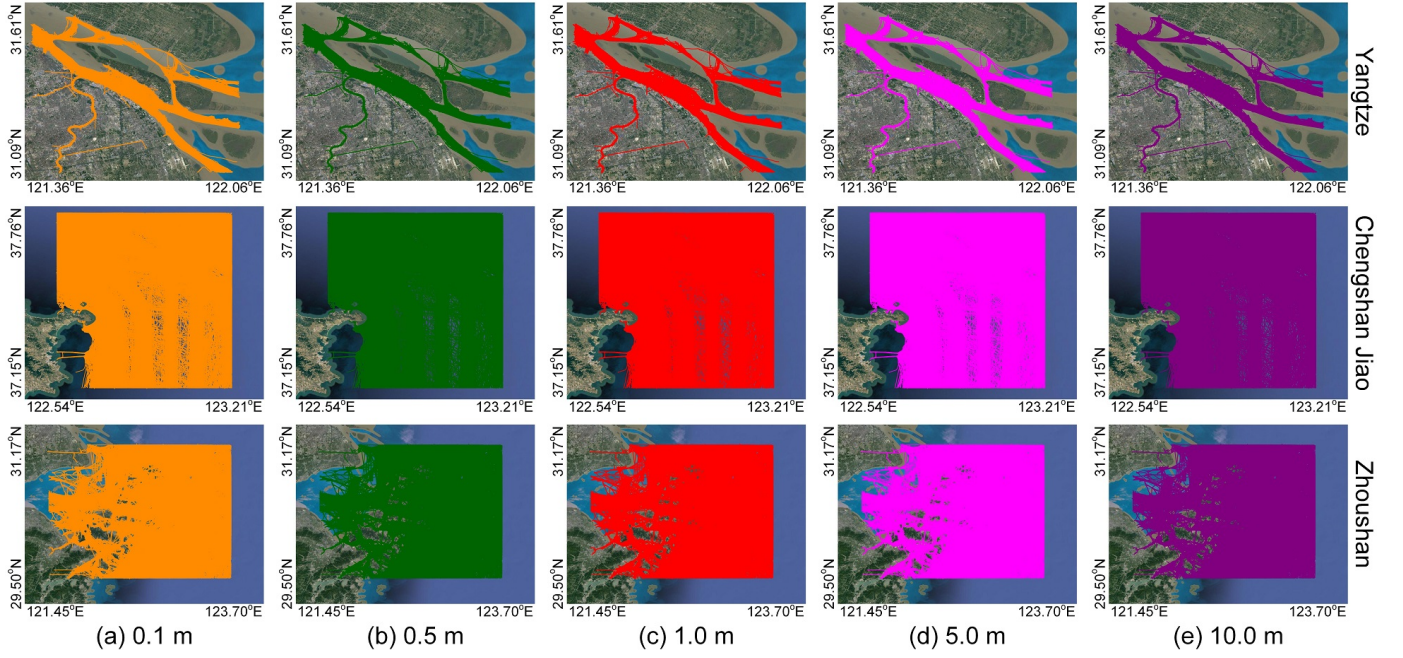 31.61°N
31.09°N
121.36°E
122.06°E
31.61°N
31.09°N
121.36°E
122.06°E
31.61°N
31.09°N
121.36°E
122.06°E
31.61°N
31.09°N
121.36°E
122.06°E
31.61°N
31.09°N
121.36°E
122.06°E
Yangtze
37.76°N
37.15°N
122.54°E
123.21°E
37.76°N
37.15°N
122.54°E
123.21°E
37.76°N
37.15°N
122.54°E
123.21°E
37.76°N
37.15°N
122.54°E
123.21°E
37.76°N
37.15°N
122.54°E
123.21°E
Chengshan Jiao
31.17°N
29.50°N
121.45°E
123.70°E
31.17°N
29.50°N
121.45°E
123.70°E
31.17°N
29.50°N
121.45°E
123.70°E
31.17°N
29.50°N
121.45°E
123.70°E
31.17°N
29.50°N
121.45°E
123.70°E
Zhoushan
(a) 0.1 m
(b) 0.5 m
(c) 1.0 m
(d) 5.0 m
(e) 10.0 m